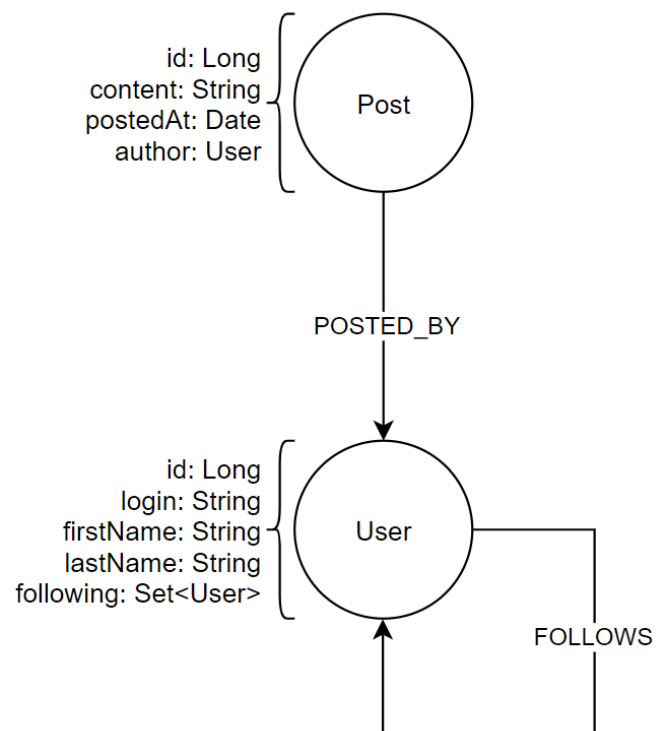 id: Long
content: String
postedAt: Date
author: User
Post
POSTED_BY
id: Long
login: String
firstName: String
lastName: String
following: Set<User>
User
FOLLOWS